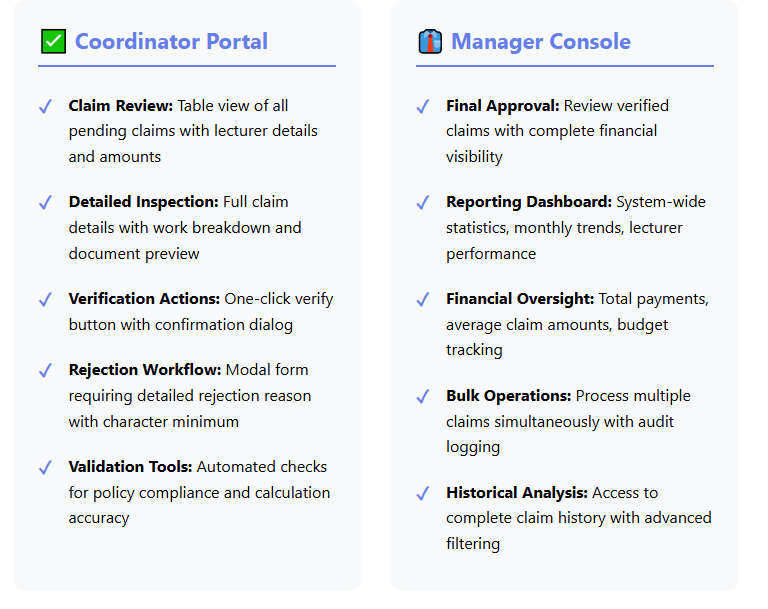 Coordinator Portal
Claim Review: Table view of all
pending claims with lecturer details
and amounts
Detailed Inspection: Full claim
details with work breakdown and
document preview
Verification Actions: One-click verify
button with confirmation dialog
Rejection Workflow: Modal form
requiring detailed rejection reason
with character minimum
Validation Tools: Automated checks
for policy compliance and calculation
accuracy
Manager Console
Final Approval: Review verified
claims with complete financial
visibility
Reporting Dashboard: System-wide
statistics, monthly trends, lecturer
performance
Financial Oversight: Total payments,
average claim amounts, budget
tracking
Bulk Operations: Process multiple
claims simultaneously with audit
logging
Historical Analysis: Access to
complete claim history with advanced
filtering